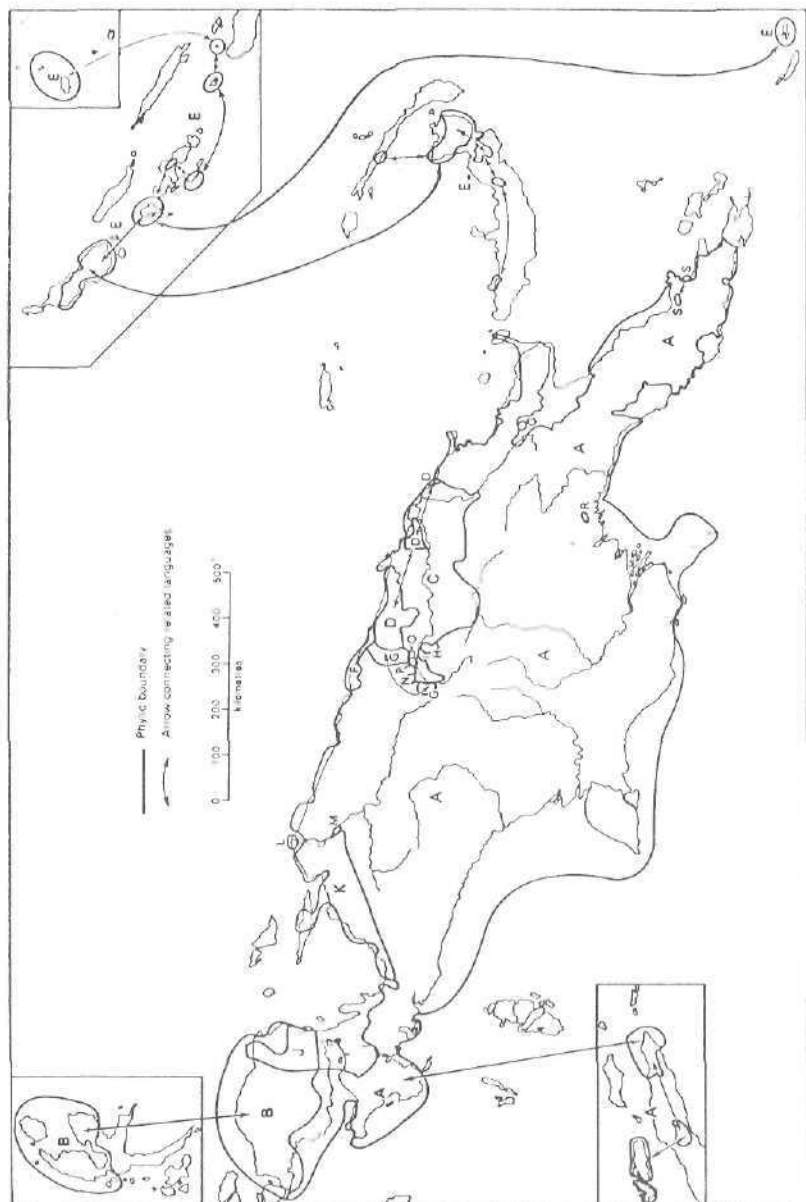 Phylic boundary
Arrow connecting related languages
0 100 200 300 400 500
kilometres
E
E
E
E
E
B
B
J
A
A
K
L
M
F
G
D
D
D
C
H
N
P
O
G
A
A
A
A
R
S
S